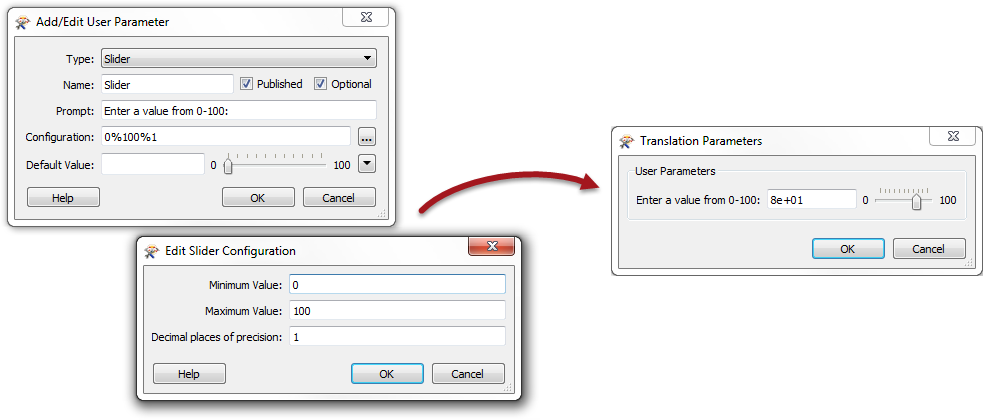 Add/Edit User Parameter
Type: Slider
Name: Slider Published Optional
Prompt: Enter a value from 0-100:
Configuration: 0%100%1 ...
Default Value: 0 100
Help OK Cancel
Edit Slider Configuration
Minimum Value: 0
Maximum Value: 100
Decimal places of precision: 1
Help OK Cancel
Translation Parameters
User Parameters
Enter a value from 0-100: 8e+01 0 100
OK Cancel